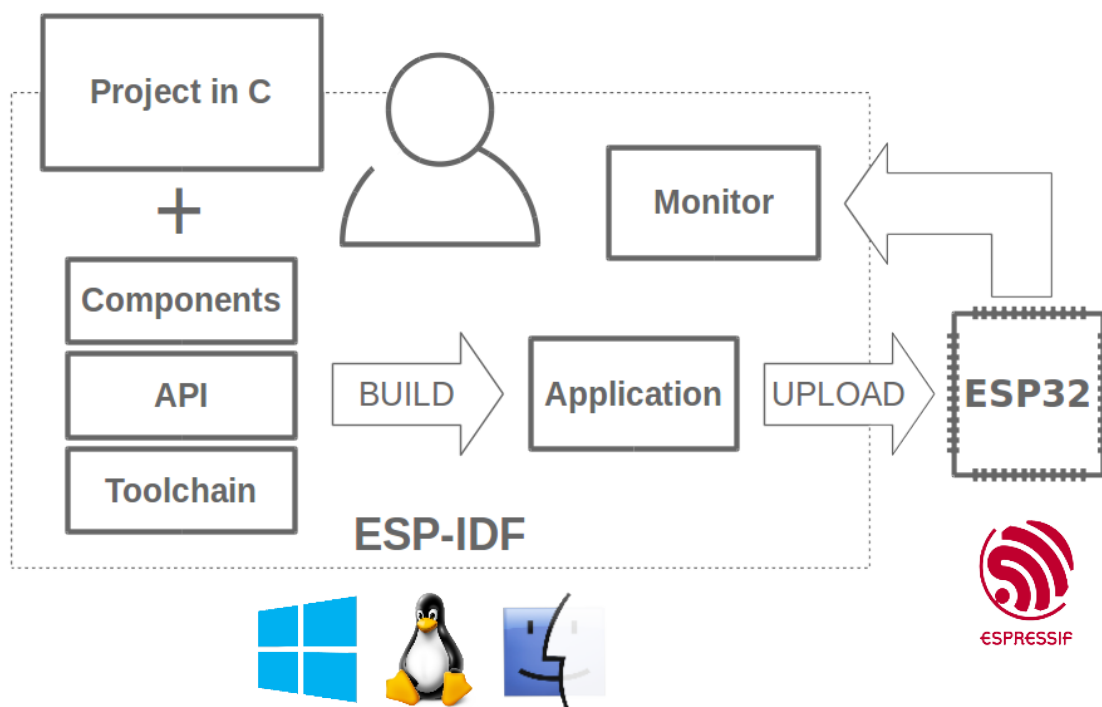 Project in C
+
Components
API
Toolchain
BUILD
Application
UPLOAD
Monitor
ESP32
ESP-IDF
ESPRESSIF